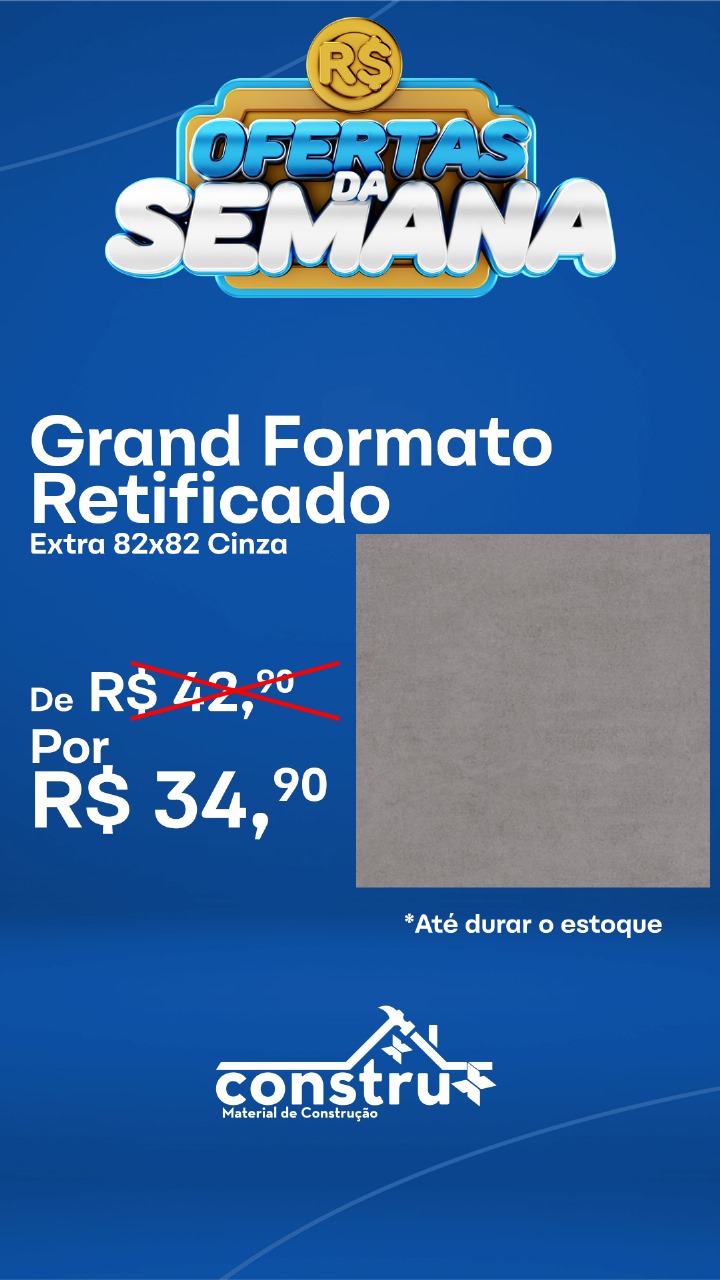 R$
OFERTAS
DA
SEMANA
Grand Formato
Retificado
Extra 82x82 Cinza
De R$ 42,90
Por
R$ 34,90
*Até durar o estoque
constru
Material de Construção